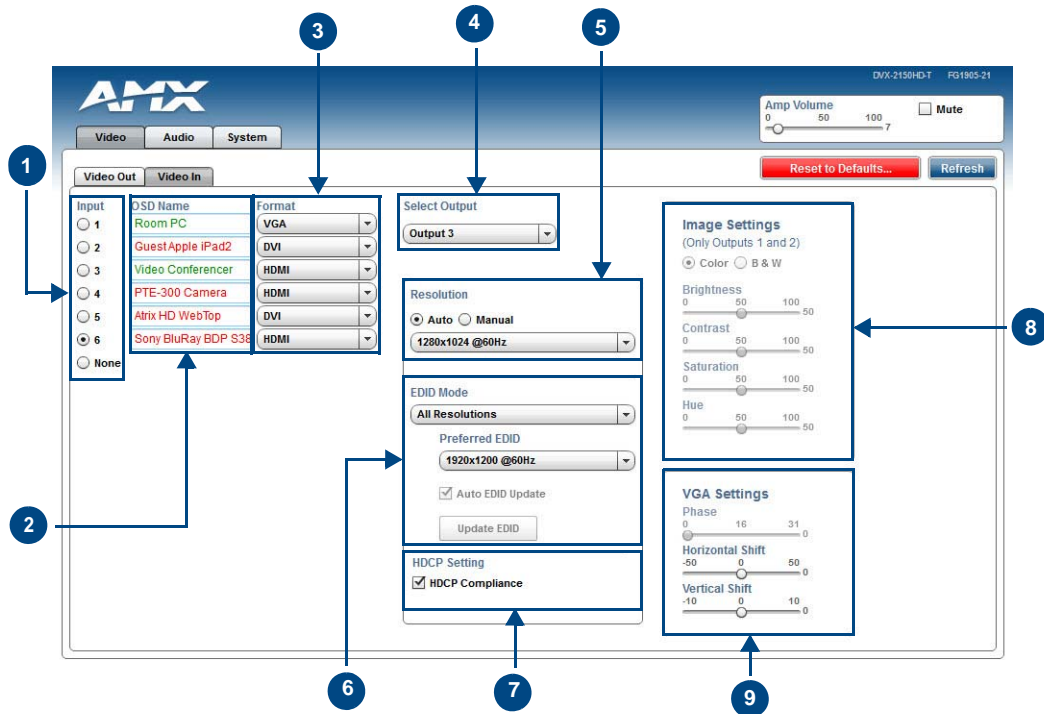 3
4
5
DVX-2150HD-T FG1905-21
AMX
Amp Volume
0 50 100
7
Mute
Video Audio System
1
Video Out Video In
Reset to Defaults... Refresh
Input OSD Name Format
1 Room PC VGA
2 Guest Apple iPad2 DVI
3 Video Conferencer HDMI
4 PTE-300 Camera HDMI
5 Atrix HD WebTop DVI
6 Sony BluRay BDP S38 HDMI
None
2
Select Output
Output 3
Resolution
Auto Manual
1280x1024 @60Hz
EDID Mode
All Resolutions
Preferred EDID
1920x1200 @60Hz
Auto EDID Update
Update EDID
HDCP Setting
HDCP Compliance
Image Settings
(Only Outputs 1 and 2)
Color B & W
Brightness
0 50 100
50
Contrast
0 50 100
50
Saturation
0 50 100
50
Hue
0 50 100
50
8
VGA Settings
Phase
0 16 31
0
Horizontal Shift
-50 0 50
0
Vertical Shift
-10 0 10
0
6
7
9